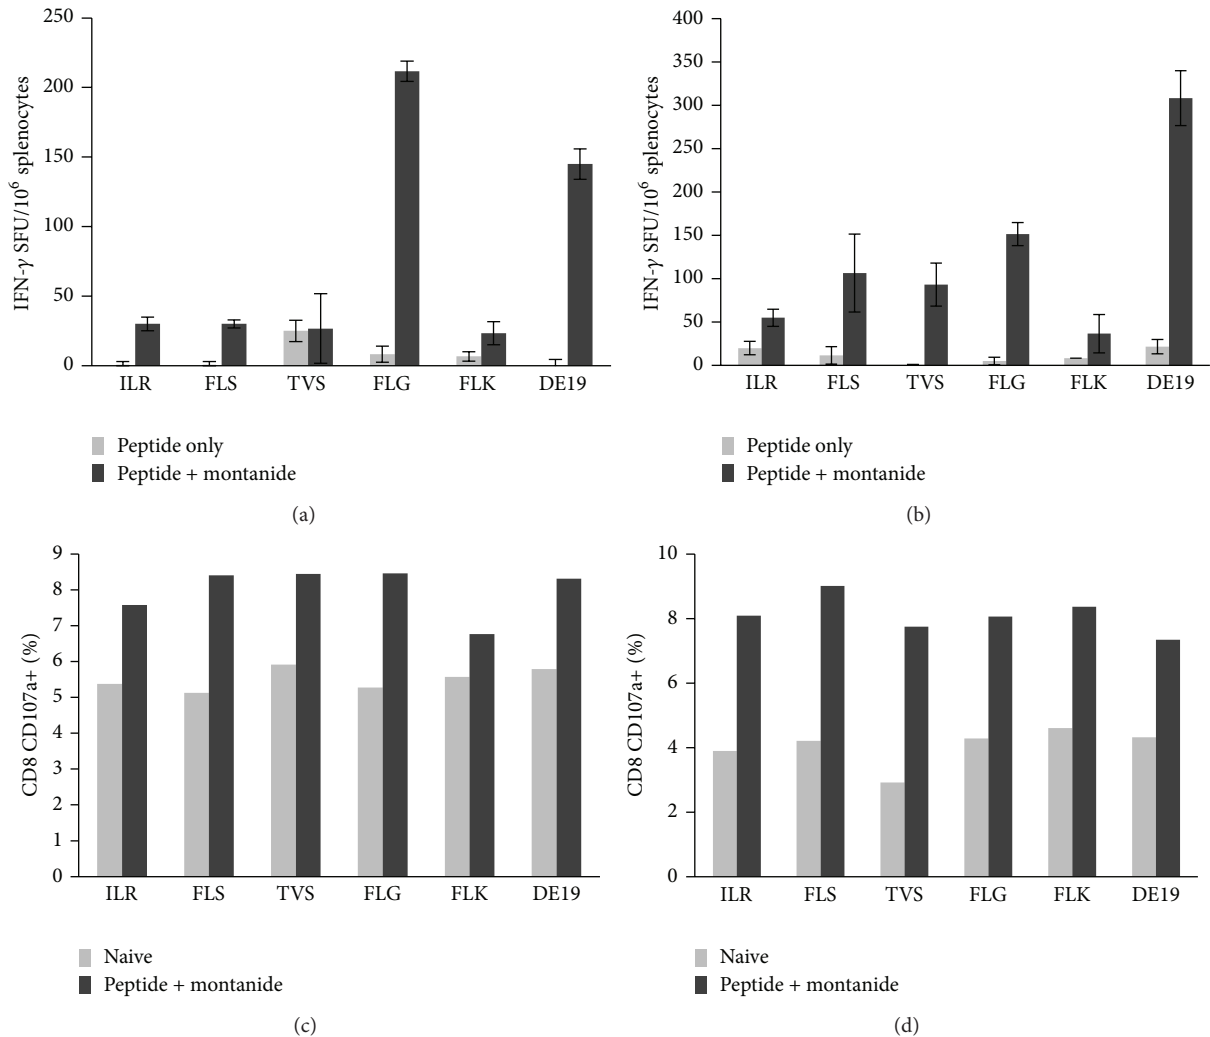 250
200
150
100
50
0
IFN-γ SFU/10⁶ splenocytes
ILR FLS TVS FLG FLK DE19
Peptide only
Peptide + montanide
(a)
400
350
300
250
200
150
100
50
0
IFN-γ SFU/10⁶ splenocytes
ILR FLS TVS FLG FLK DE19
Peptide only
Peptide + montanide
(b)
9
8
7
6
5
4
3
2
1
0
CD8 CD107a+ (%)
ILR FLS TVS FLG FLK DE19
Naive
Peptide + montanide
(c)
10
8
6
4
2
0
CD8 CD107a+ (%)
ILR FLS TVS FLG FLK DE19
Naive
Peptide + montanide
(d)